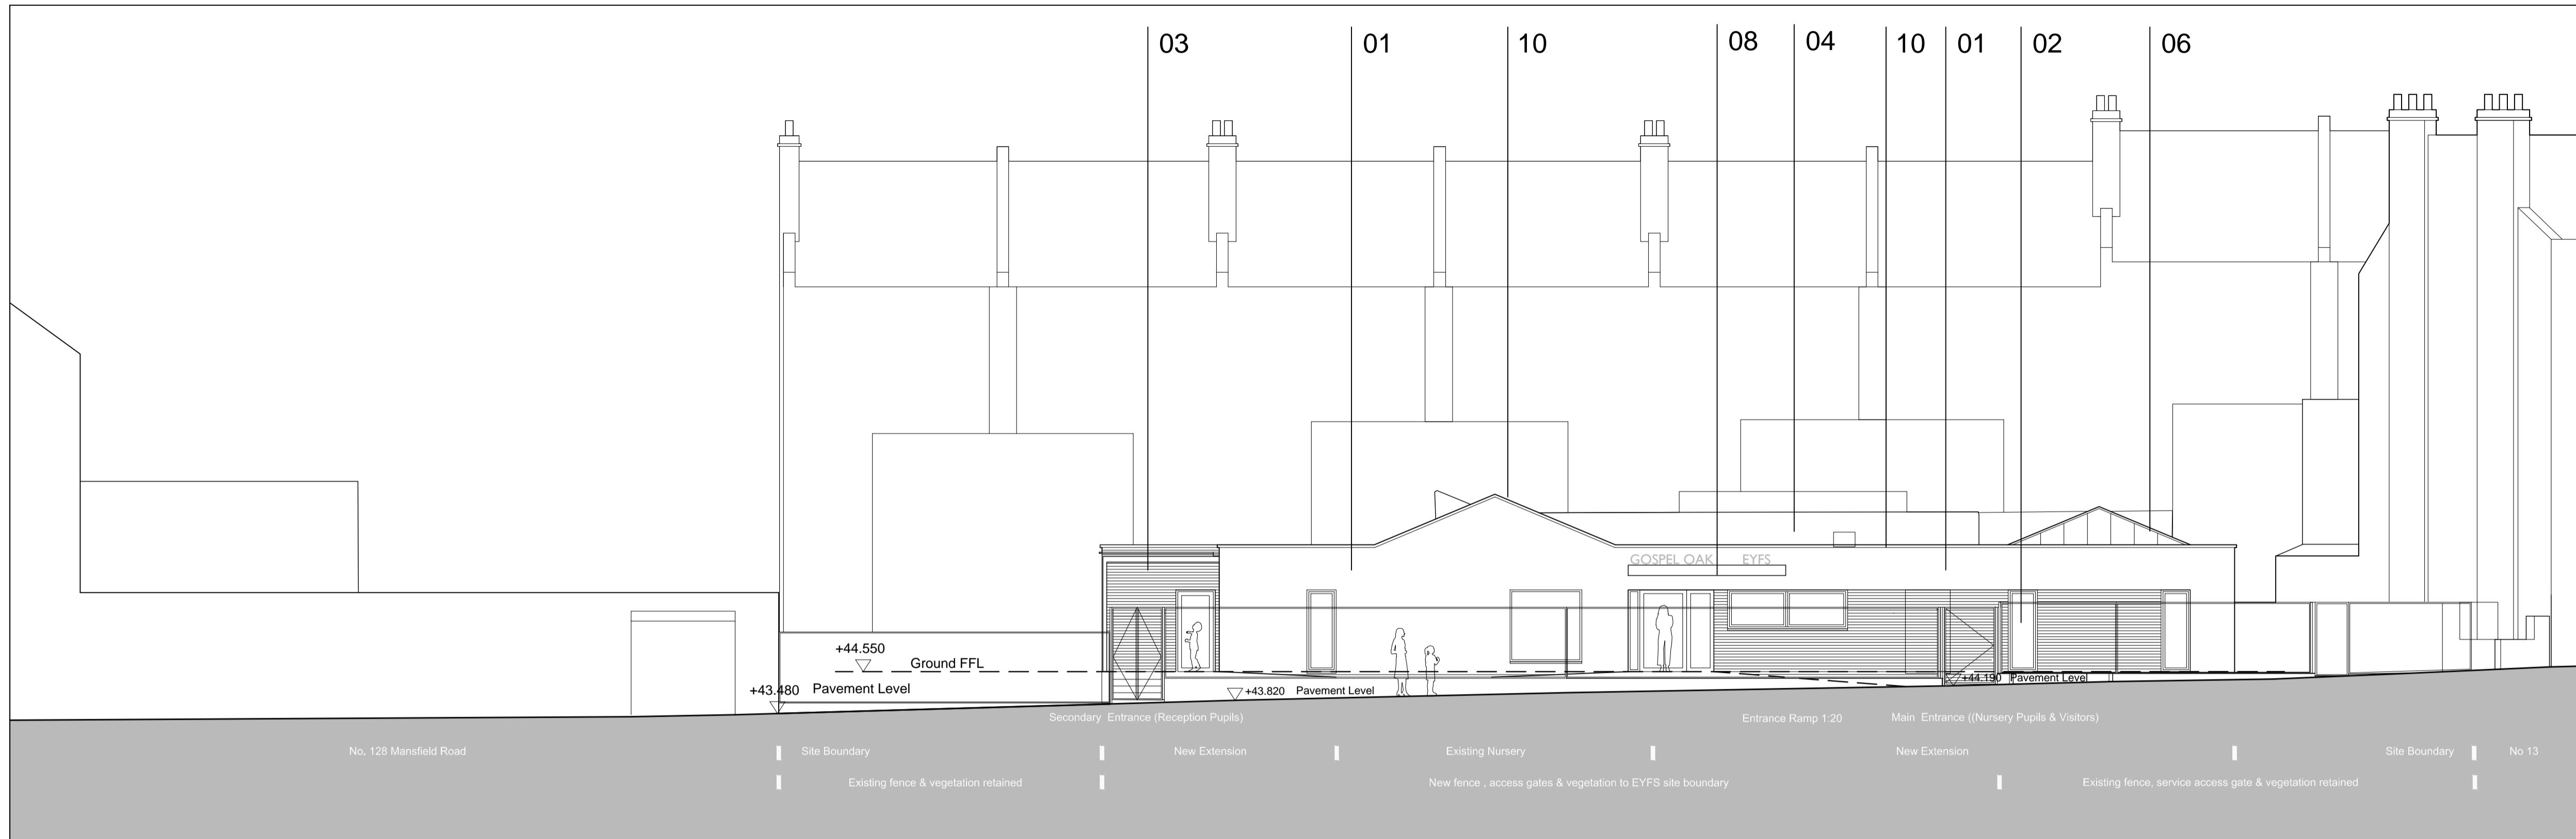 03 01 10 08 04 10 01 02 06
GOSPEL OAK EYFS
+44.550
Ground FFL
+43.480 Pavement Level
+43.820 Pavement Level
+44.190 Pavement Level
Secondary Entrance (Reception Pupils)
Entrance Ramp 1:20
Main Entrance ((Nursery Pupils & Visitors)
No, 128 Mansfield Road
Site Boundary
New Extension
Existing Nursery
New Extension
Site Boundary
No 13
Existing fence & vegetation retained
New fence , access gates & vegetation to EYFS site boundary
Existing fence, service access gate & vegetation retained